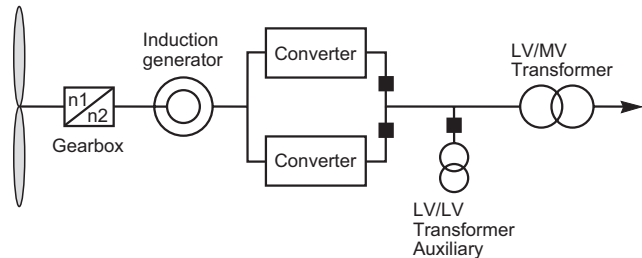 Induction
generator
Converter
LV/MV
Transformer
n1
n2
Gearbox
Converter
LV/LV
Transformer
Auxiliary